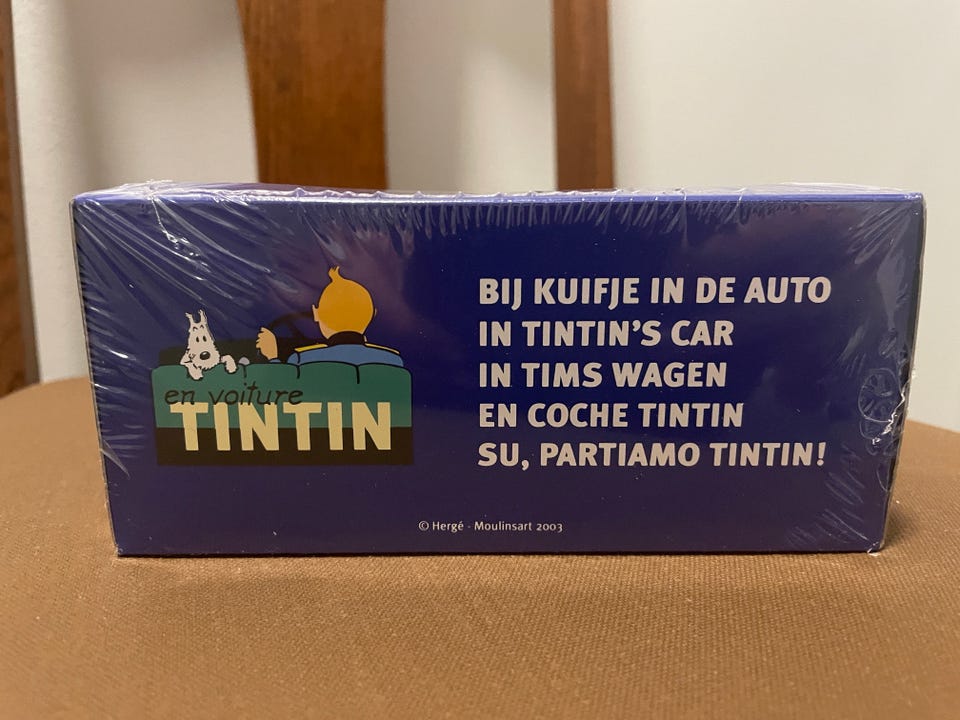 en voiture
TINTIN
BIJ KUIFJE IN DE AUTO
IN TINTIN'S CAR
IN TIMS WAGEN
EN COCHE TINTIN
SU, PARTIAMO TINTIN!
© Hergé - Moulinsart 2003